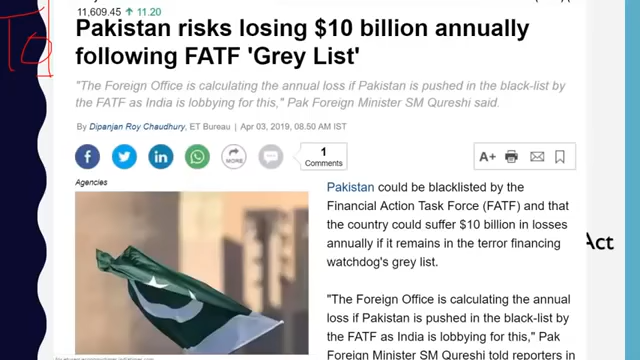 11,609.45 ↑ 11.20
Pakistan risks losing $10 billion annually
following FATF 'Grey List'
"The Foreign Office is calculating the annual loss if Pakistan is pushed in the black-list by
the FATF as India is lobbying for this," Pak Foreign Minister SM Qureshi said.
By Dipanjan Roy Chaudhury, ET Bureau | Apr 03, 2019, 08.50 AM IST
f
in
MORE
1
Comments
A+
Agencies
Pakistan could be blacklisted by the
Financial Action Task Force (FATF) and that
the country could suffer $10 billion in losses
annually if it remains in the terror financing
watchdog's grey list.
Act
"The Foreign Office is calculating the annual
loss if Pakistan is pushed in the black-list by
the FATF as India is lobbying for this," Pak
Foreign Minister SM Qureshi told reporters in